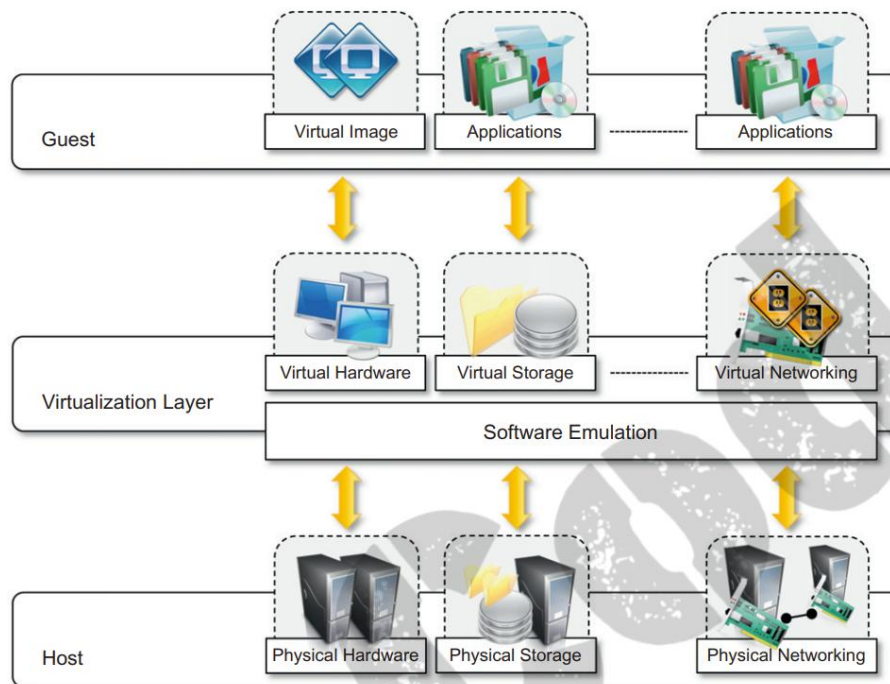 Guest
Virtual Image
Applications
Applications
Virtualization Layer
Virtual Hardware
Virtual Storage
Virtual Networking
Software Emulation
Host
Physical Hardware
Physical Storage
Physical Networking